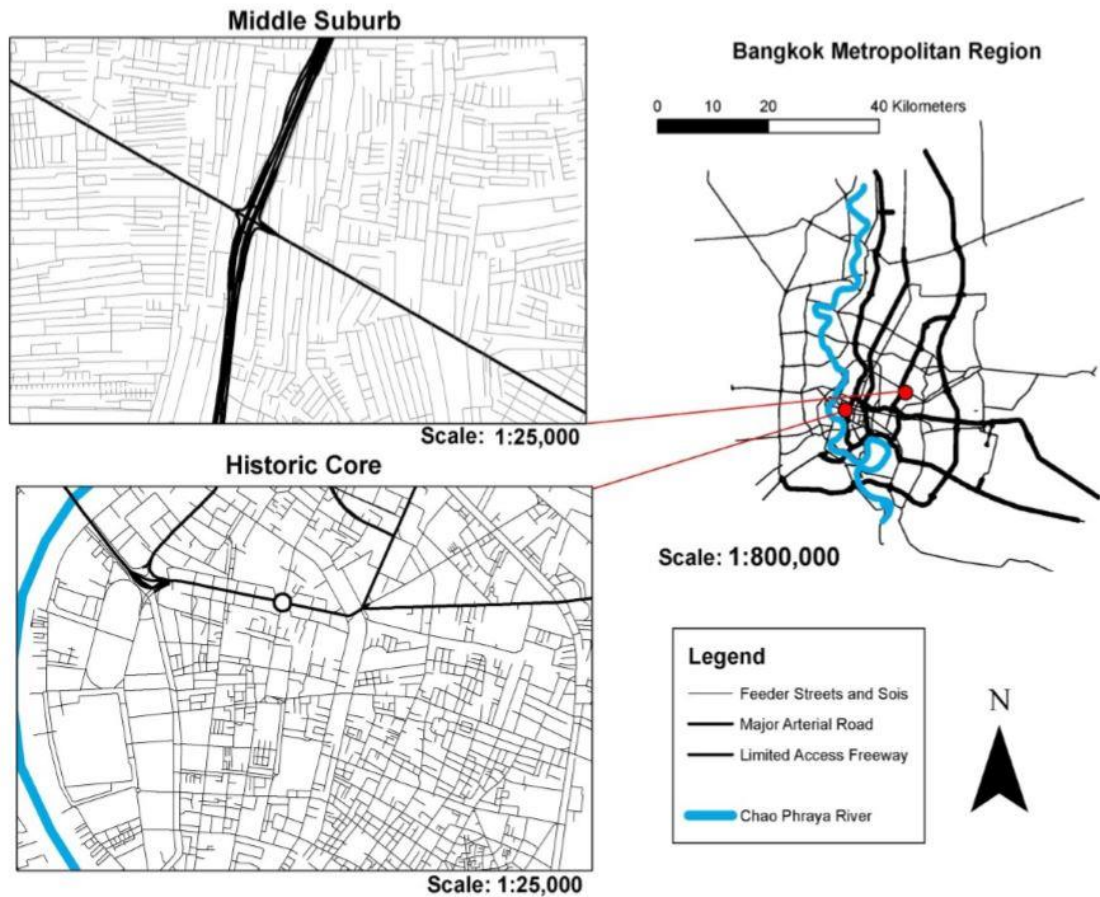 Middle Suburb
Scale: 1:25,000
Historic Core
Scale: 1:25,000
Bangkok Metropolitan Region
0 10 20 40 Kilometers
Scale: 1:800,000
Legend
Feeder Streets and Sois
Major Arterial Road
Limited Access Freeway
Chao Phraya River
N